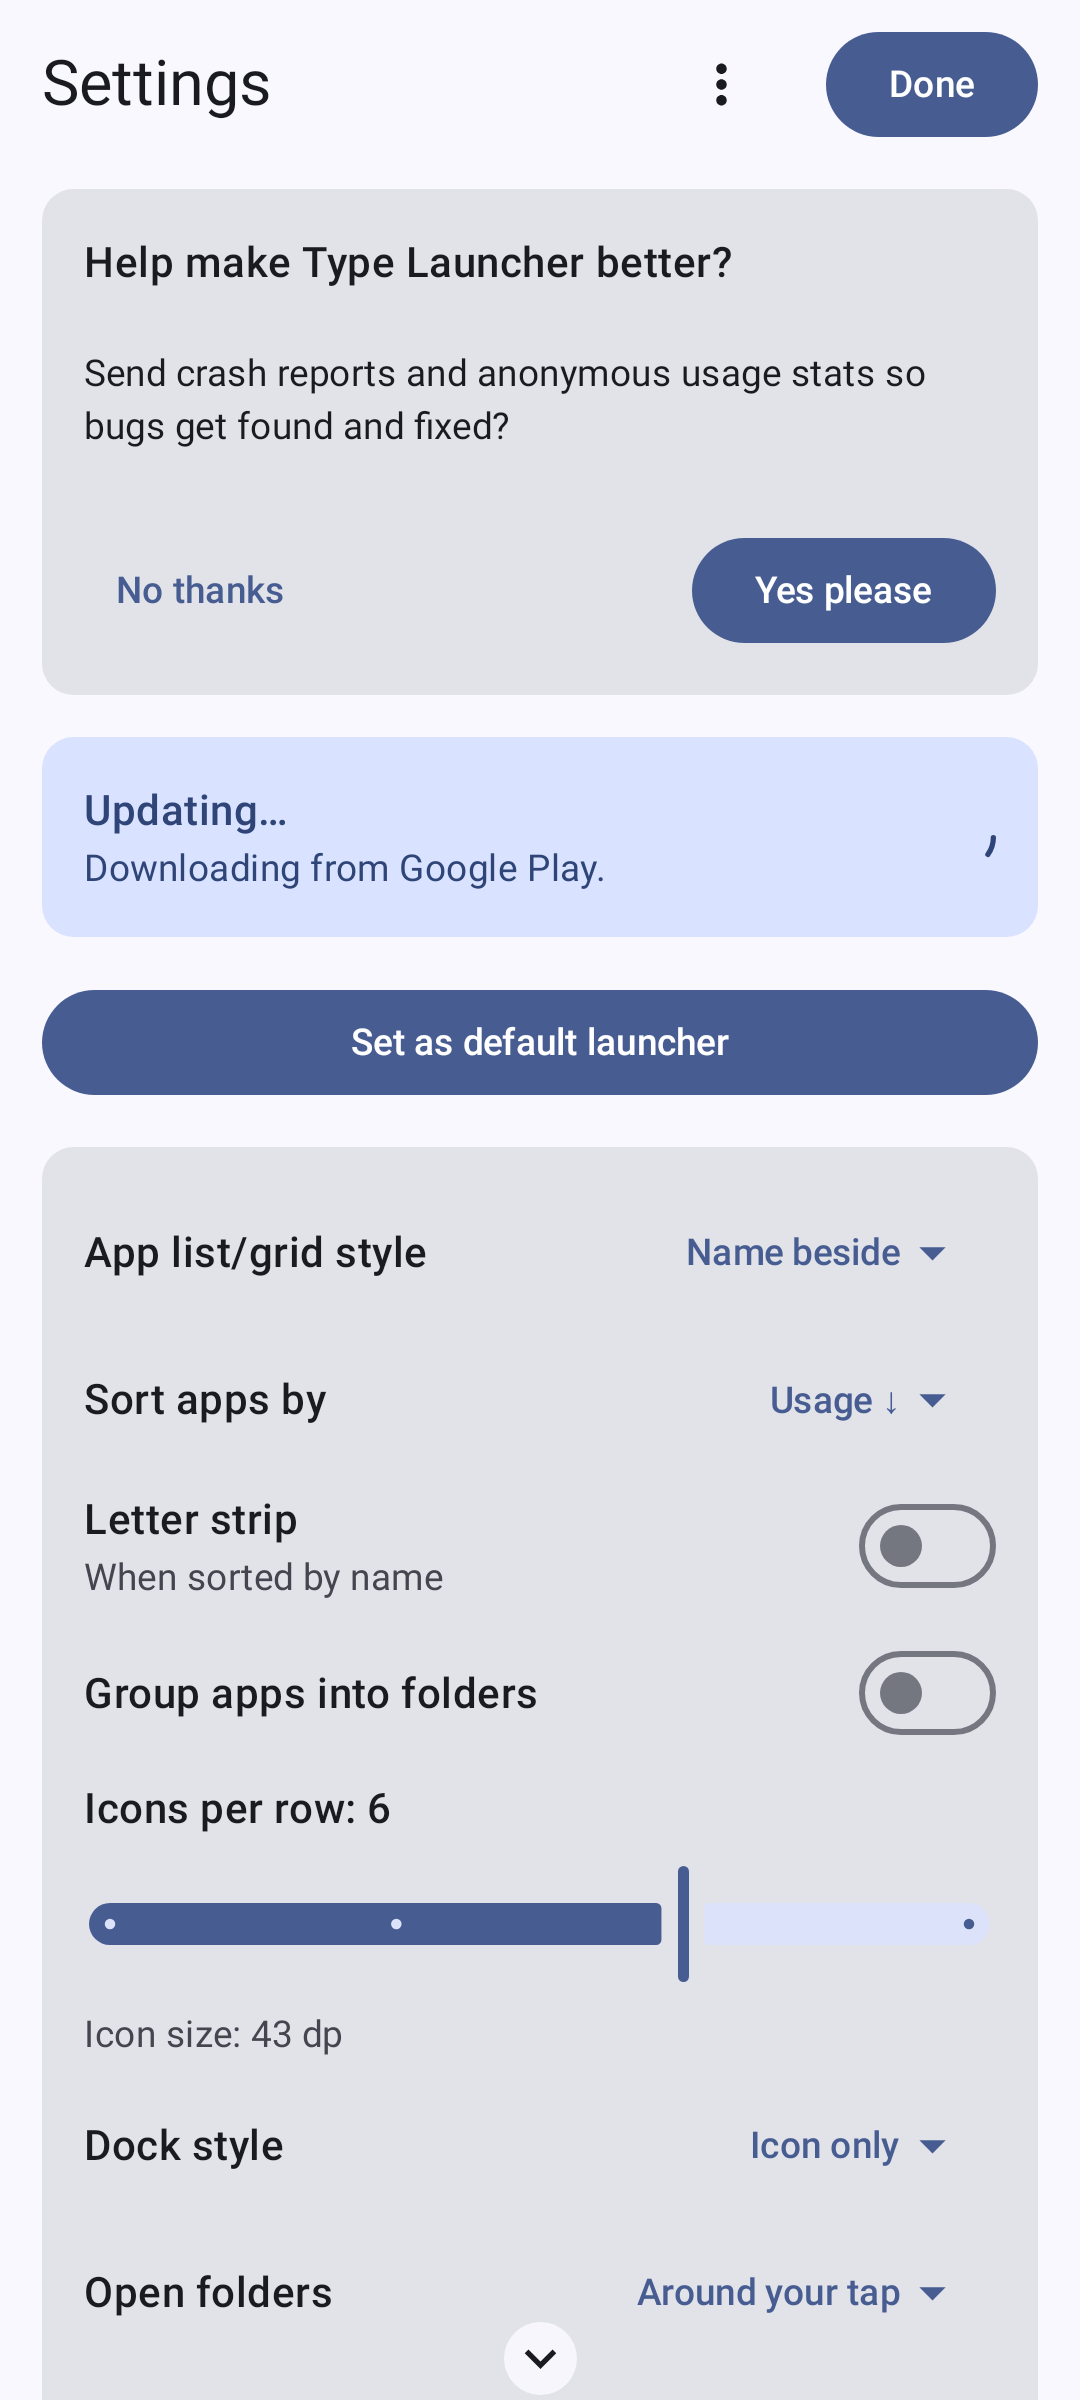 Settings
Done
Help make Type Launcher better?
Send crash reports and anonymous usage stats so
bugs get found and fixed?
No thanks
Yes please
Updating…
Downloading from Google Play.
Set as default launcher
App list/grid style
Name beside
Sort apps by
Usage ↓
Letter strip
When sorted by name
Group apps into folders
Icons per row: 6
Icon size: 43 dp
Dock style
Icon only
Open folders
Around your tap